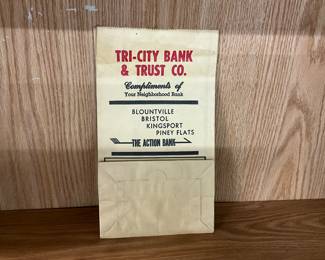 TRI-CITY BANK
& TRUST CO.
Compliments of
Your Neighborhood Bank
BLOUNTVILLE
BRISTOL
KINGSPORT
PINEY FLATS
THE ACTION BANK